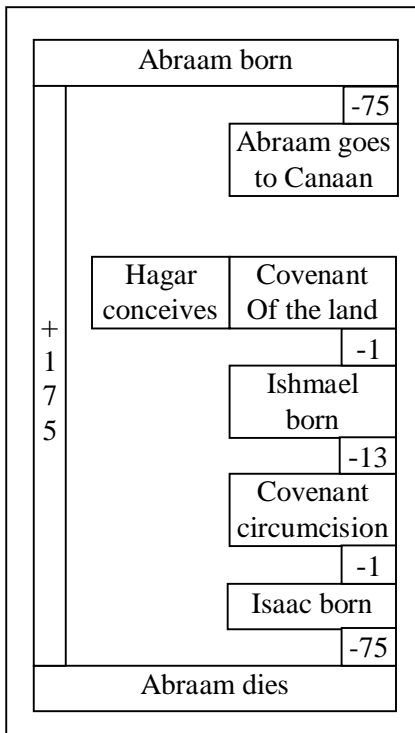 Abraam born
-75
Abraam goes
to Canaan
Hagar
conceives
Covenant
Of the land
+
1
7
5
-1
Ishmael
born
-13
Covenant
circumcision
-1
Isaac born
-75
Abraam dies